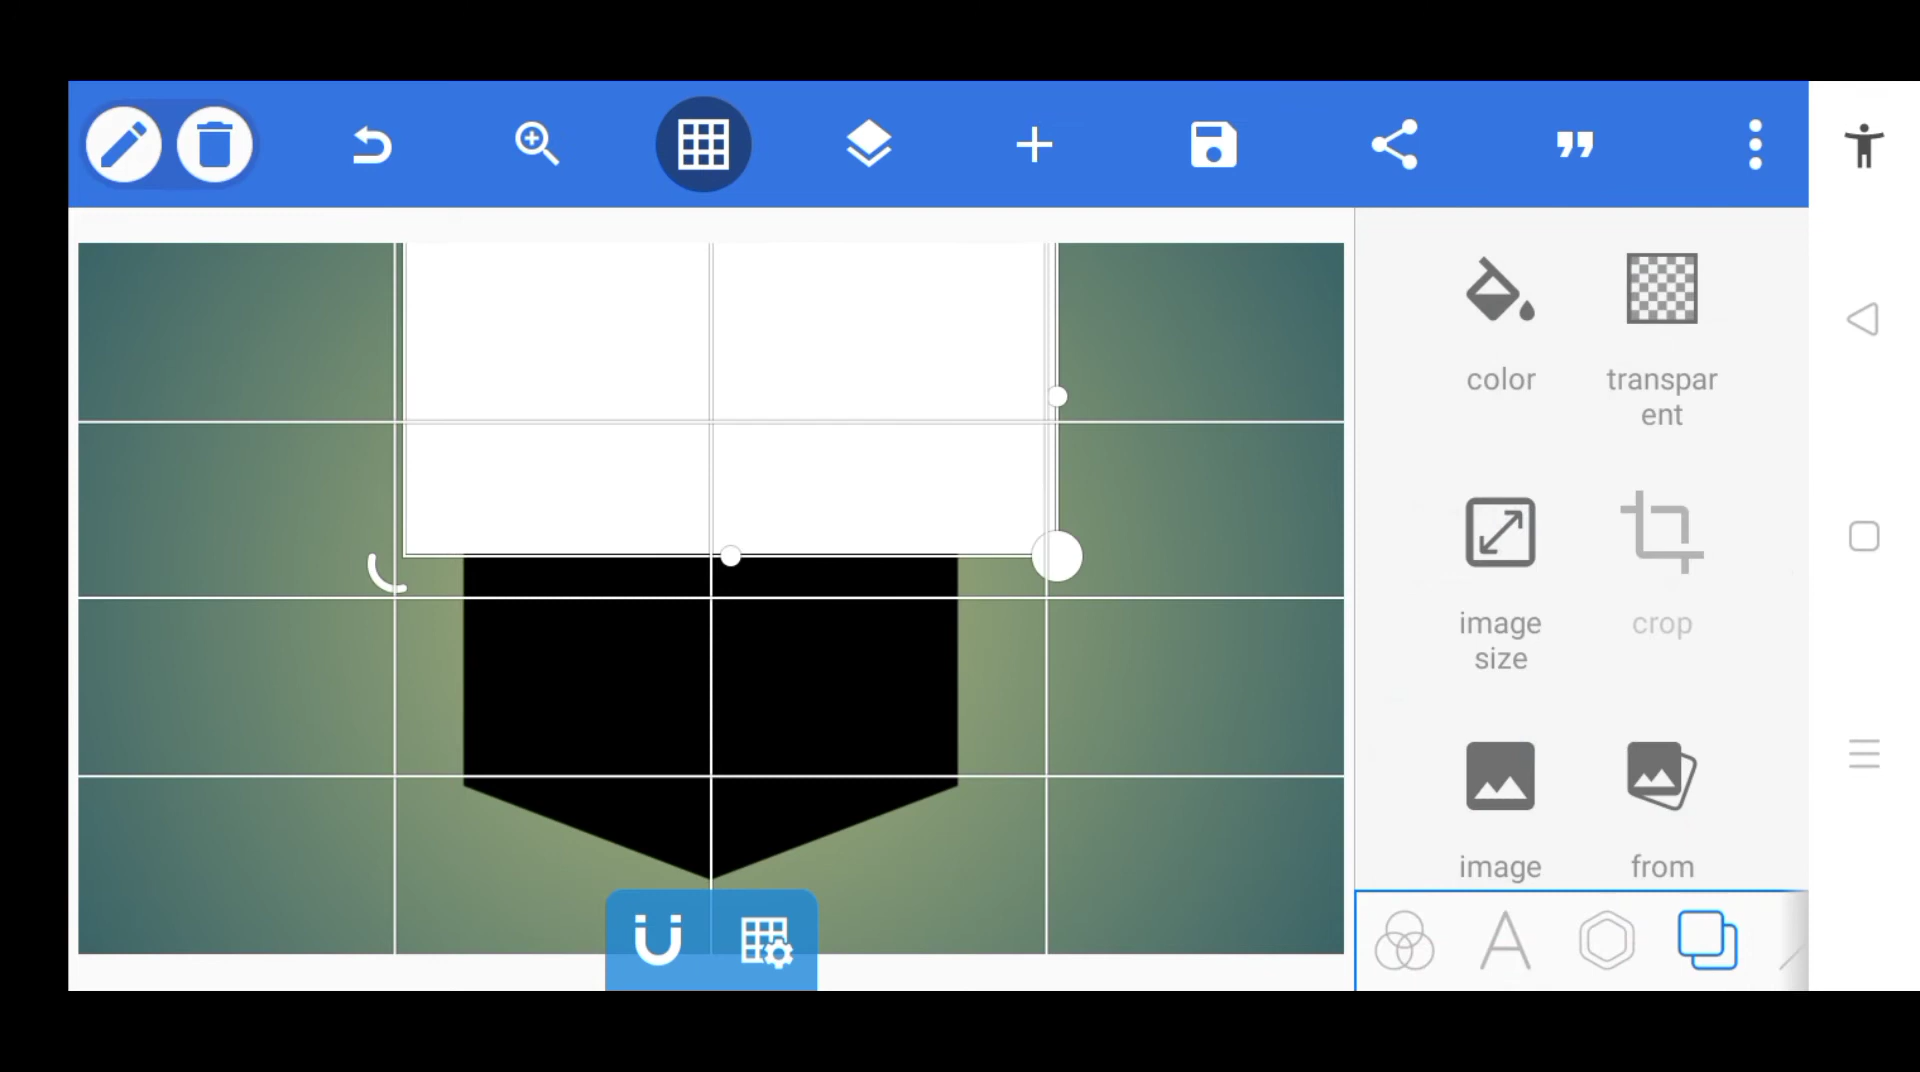 color
transpar
ent
image
size
crop
image
from